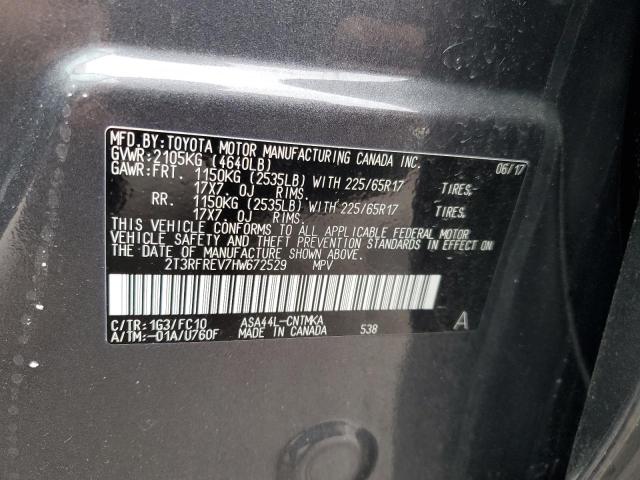 MFD.BY:TOYOTA MOTOR MANUFACTURING CANADA INC. 06/17
GVWR:2105KG (4640LB)
GAWR:FRT. 1150KG (2535LB) WITH 225/65R17 TIRES,
17X7 0J RIMS.
RR. 1150KG (2535LB) WITH 225/65R17 TIRES,
17X7 0J RIMS.
THIS VEHICLE CONFORMS TO ALL APPLICABLE FEDERAL MOTOR
VEHICLE SAFETY AND THEFT PREVENTION STANDARDS IN EFFECT ON
THE DATE OF MANUFACTURE SHOWN ABOVE.
2T3RFREV7HW672529 MPV
C/TR:1G3/FC10 ASA44L-CNTMKA A
A/TM:-01A/U760F MADE IN CANADA 538